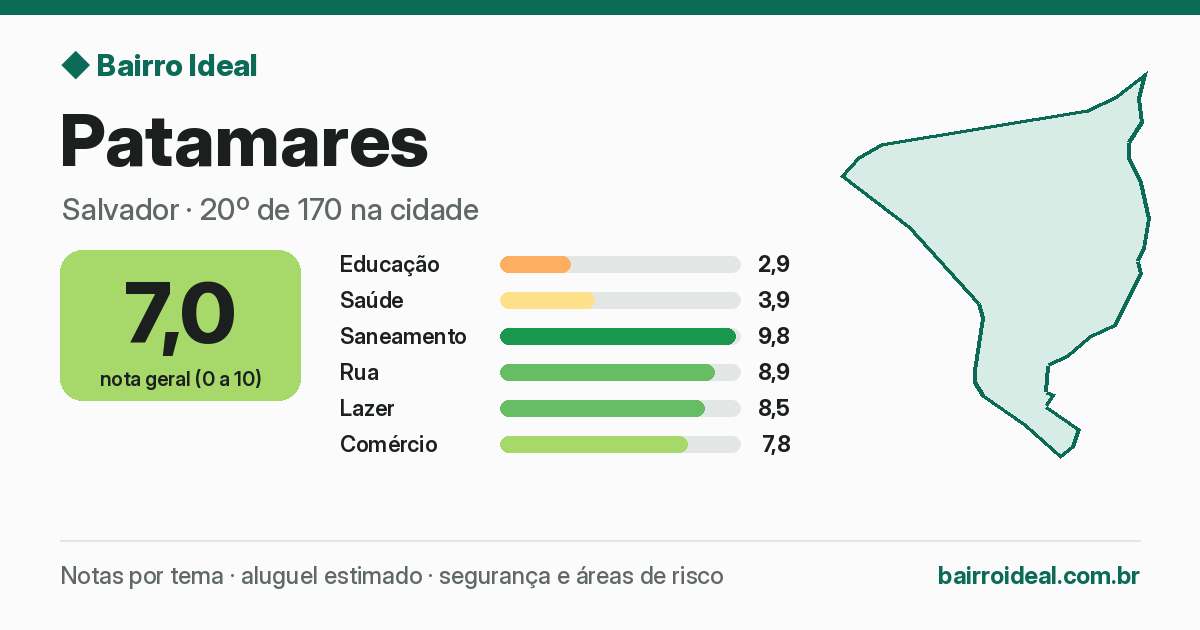 Bairro Ideal
Patamares
Salvador · 20º de 170 na cidade
7,0
nota geral (0 a 10)
Educação 2,9
Saúde 3,9
Saneamento 9,8
Rua 8,9
Lazer 8,5
Comércio 7,8
Notas por tema · aluguel estimado · segurança e áreas de risco
bairroideal.com.br